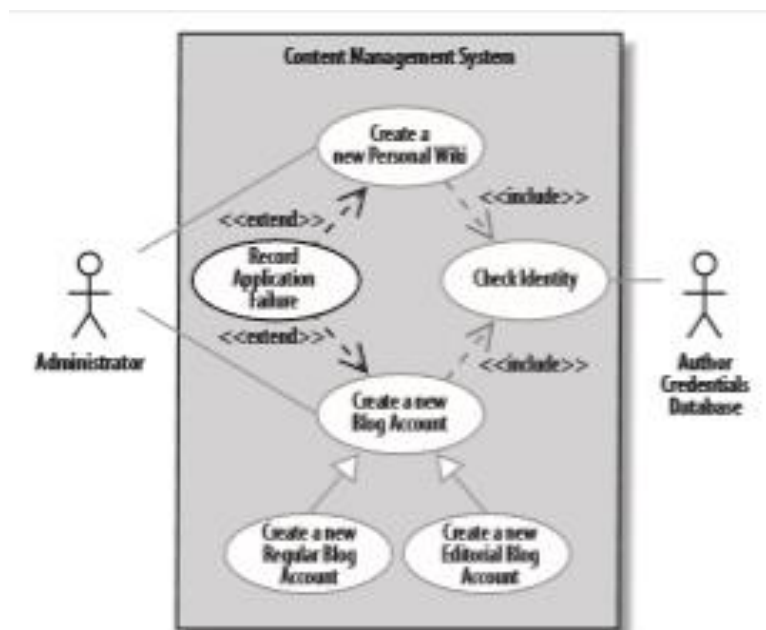 Content Management System
Create a
new Personal Wiki
<<extend>>
<<include>>
Record
Application
Failure
Check Identity
<<extend>>
<<include>>
Administrator
Author
Credentials
Database
Create a new
Blog Account
Create a new
Regular Blog
Account
Create a new
Editorial Blog
Account